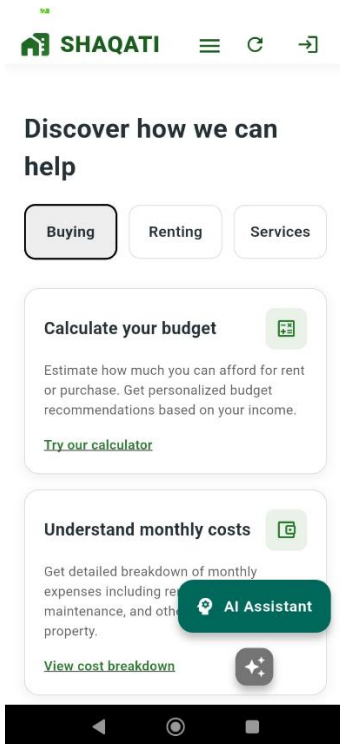 SHAQATI
Discover how we can
help
Buying
Renting
Services
Calculate your budget
Estimate how much you can afford for rent
or purchase. Get personalized budget
recommendations based on your income.
Try our calculator
Understand monthly costs
Get detailed breakdown of monthly
expenses including
maintenance, and
property.
AI Assistant
View cost breakdown